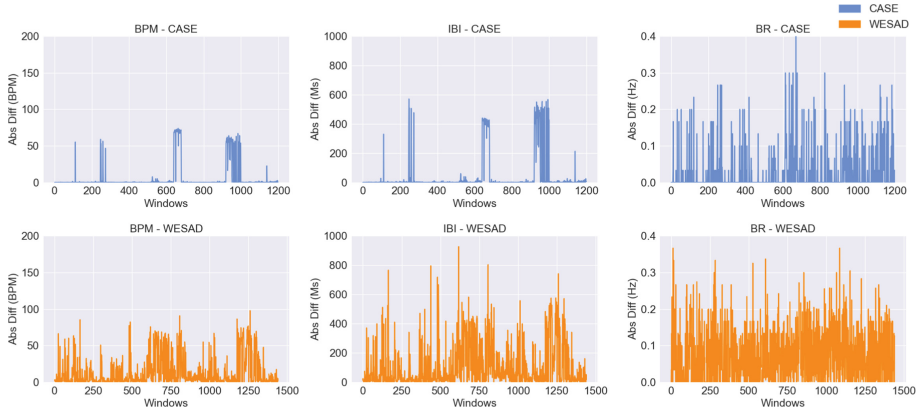 CASE
WESAD
BPM - CASE
IBI - CASE
BR - CASE
Abs Diff (BPM)
200
150
100
50
0
0 200 400 600 800 1000 1200
Windows
Abs Diff (Ms)
1000
800
600
400
200
0
0 200 400 600 800 1000 1200
Windows
Abs Diff (Hz)
0.4
0.3
0.2
0.1
0.0
0 200 400 600 800 1000 1200
Windows
BPM - WESAD
IBI - WESAD
BR - WESAD
Abs Diff (BPM)
200
150
100
50
0
0 250 500 750 1000 1250 1500
Windows
Abs Diff (Ms)
1000
800
600
400
200
0
0 250 500 750 1000 1250 1500
Windows
Abs Diff (Hz)
0.4
0.3
0.2
0.1
0.0
0 250 500 750 1000 1250 1500
Windows